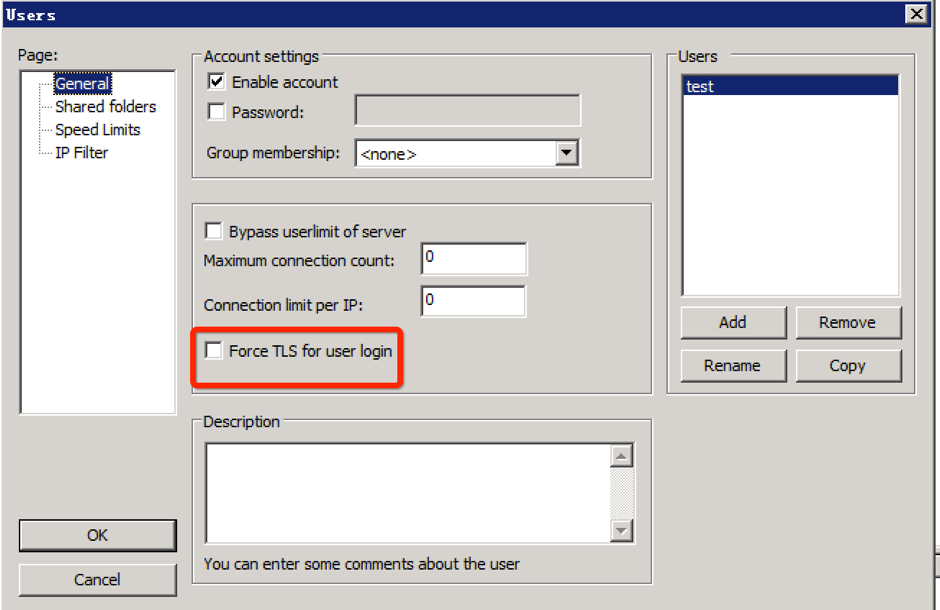 Users
Page:
General
Shared folders
Speed Limits
IP Filter
Account settings
Enable account
Password:
Group membership:
<none>
Bypass userlimit of server
Maximum connection count:
0
Connection limit per IP:
0
Force TLS for user login
Description
You can enter some comments about the user
Users
test
Add
Remove
Rename
Copy
OK
Cancel